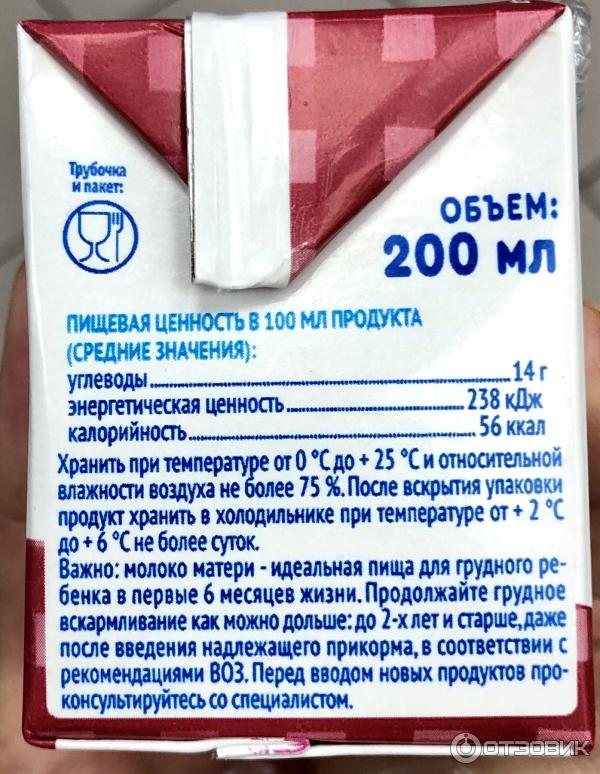 Трубочка
и пакет:
ОБЪЕМ:
200 мл
ПИЩЕВАЯ ЦЕННОСТЬ В 100 МЛ ПРОДУКТА
(СРЕДНИЕ ЗНАЧЕНИЯ):
углеводы.....14 г
энергетическая ценность.....238 кДж
калорийность.....56 ккал
Хранить при температуре от 0 °С до + 25 °С и относительной
влажности воздуха не более 75 %. После вскрытия упаковки
продукт хранить в холодильнике при температуре от + 2 °С
до + 6 °С не более суток.
Важно: молоко матери - идеальная пища для грудного ре-
бенка в первые 6 месяцев жизни. Продолжайте грудное
вскармливание как можно дольше: до 2-х лет и старше, даже
после введения надлежащего прикорма, в соответствии с
рекомендациями ВОЗ. Перед вводом новых продуктов про-
консультируйтесь со специалистом.
ОТЗОВИК